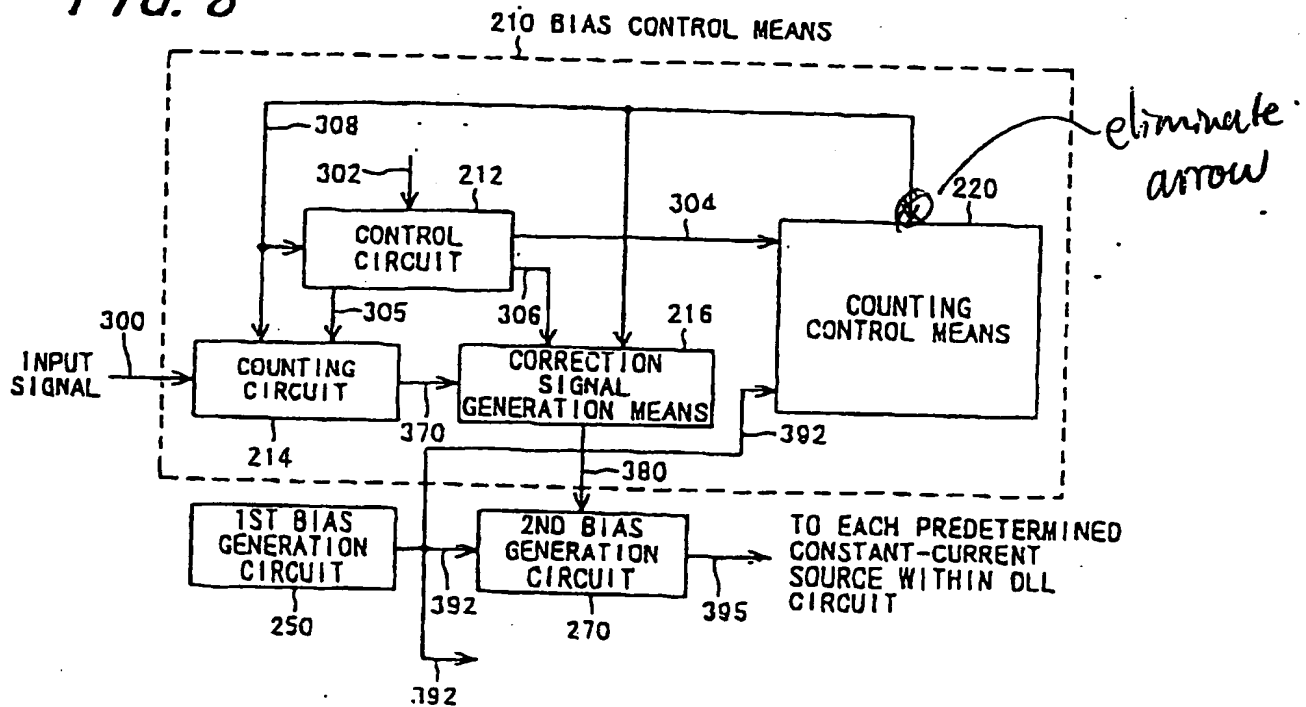 FIG. 8
210 BIAS CONTROL MEANS
308
302
212
304
220
eliminate
arrow
CONTROL
CIRCUIT
305
306
216
COUNTING
CONTROL MEANS
300
INPUT
SIGNAL
COUNTING
CIRCUIT
370
CORRECTION
SIGNAL
GENERATION MEANS
392
214
380
1ST BIAS
GENERATION
CIRCUIT
392
2ND BIAS
GENERATION
CIRCUIT
395
TO EACH PREDETERMINED
CONSTANT-CURRENT
SOURCE WITHIN DLL
CIRCUIT
250
270
392